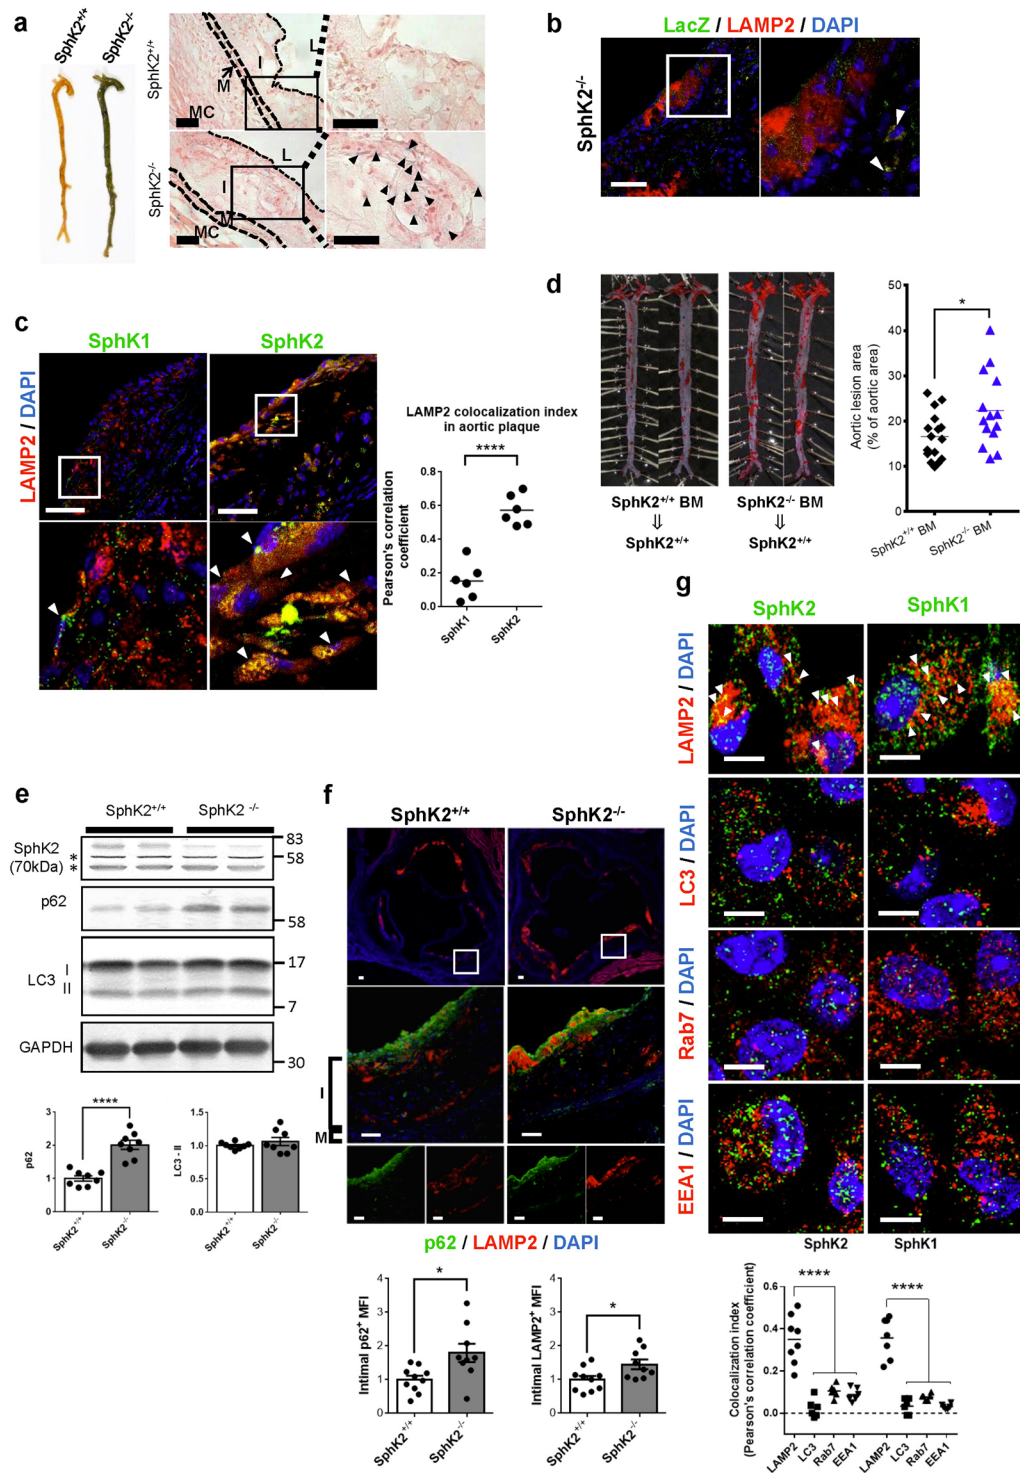 a
SphK2+/+
SphK2-/-
SphK2+/+
I
L
M
MC
SphK2-/-
L
I
M
MC
b
LacZ / LAMP2 / DAPI
SphK2-/-
c
SphK1
SphK2
LAMP2 / DAPI
LAMP2 colocalization index
in aortic plaque
****
Pearson's correlation
coefficient
0.8
0.6
0.4
0.2
0.0
SphK1
SphK2
d
SphK2+/+ BM
⇓
SphK2+/+
SphK2-/- BM
⇓
SphK2+/+
Aortic lesion area
(% of aortic area)
50
40
30
20
10
0
*
SphK2+/+ BM
SphK2-/- BM
e
SphK2+/+
SphK2 -/-
SphK2
(70kDa)
*
*
83
58
p62
58
LC3
I
II
17
7
GAPDH
30
p62
3
2
1
0
****
SphK2+/+
SphK2-/-
LC3 - II
1.5
1.0
0.5
0.0
SphK2+/+
SphK2-/-
f
SphK2+/+
SphK2-/-
I
M
p62 / LAMP2 / DAPI
Intimal p62+ MFI
4
3
2
1
0
*
SphK2+/+
SphK2-/-
Intimal LAMP2+ MFI
4
3
2
1
0
*
SphK2+/+
SphK2-/-
g
SphK2
SphK1
LAMP2 / DAPI
LC3 / DAPI
Rab7 / DAPI
EEA1 / DAPI
SphK2
SphK1
Colocalization index
(Pearson's correlation coefficient)
0.6
0.4
0.2
0.0
****
****
LAMP2
LC3
Rab7
EEA1
LAMP2
LC3
Rab7
EEA1